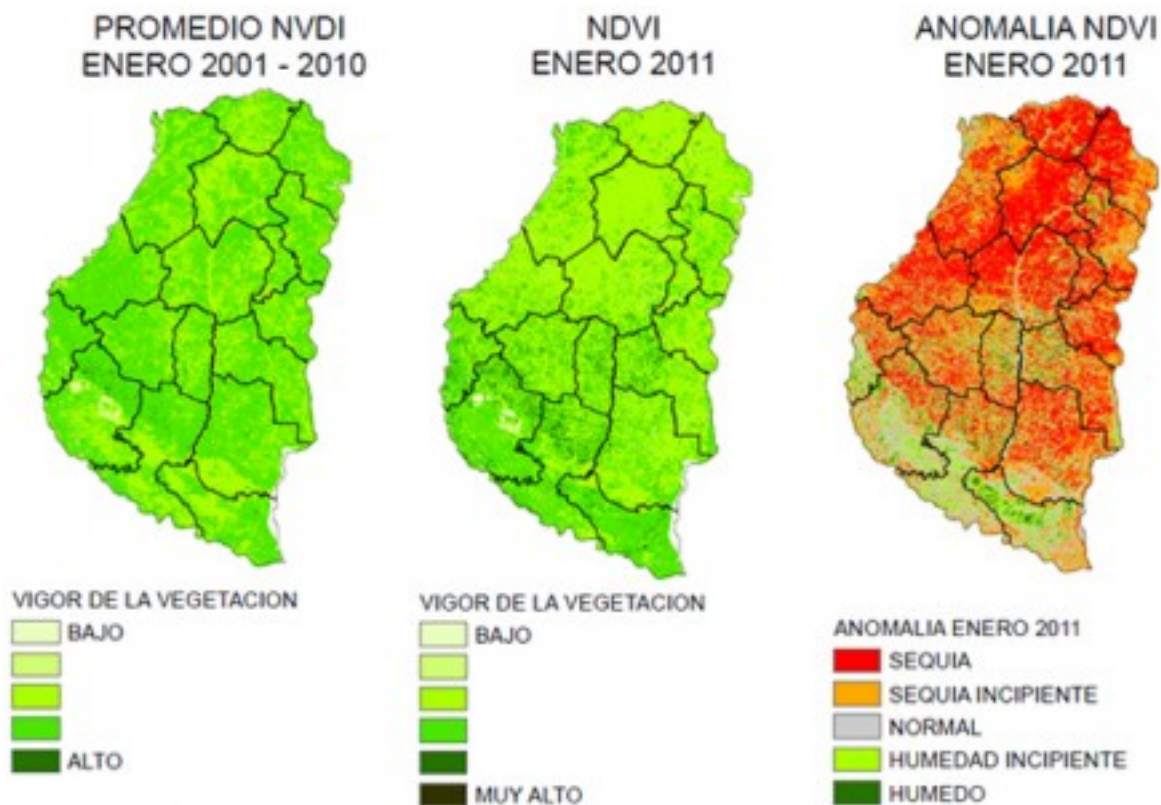 PROMEDIO NVDI
ENERO 2001 - 2010
NDVI
ENERO 2011
ANOMALIA NDVI
ENERO 2011
VIGOR DE LA VEGETACION
BAJO
ALTO
VIGOR DE LA VEGETACION
BAJO
MUY ALTO
ANOMALIA ENERO 2011
SEQUIA
SEQUIA INCIPIENTE
NORMAL
HUMEDAD INCIPIENTE
HUMEDO